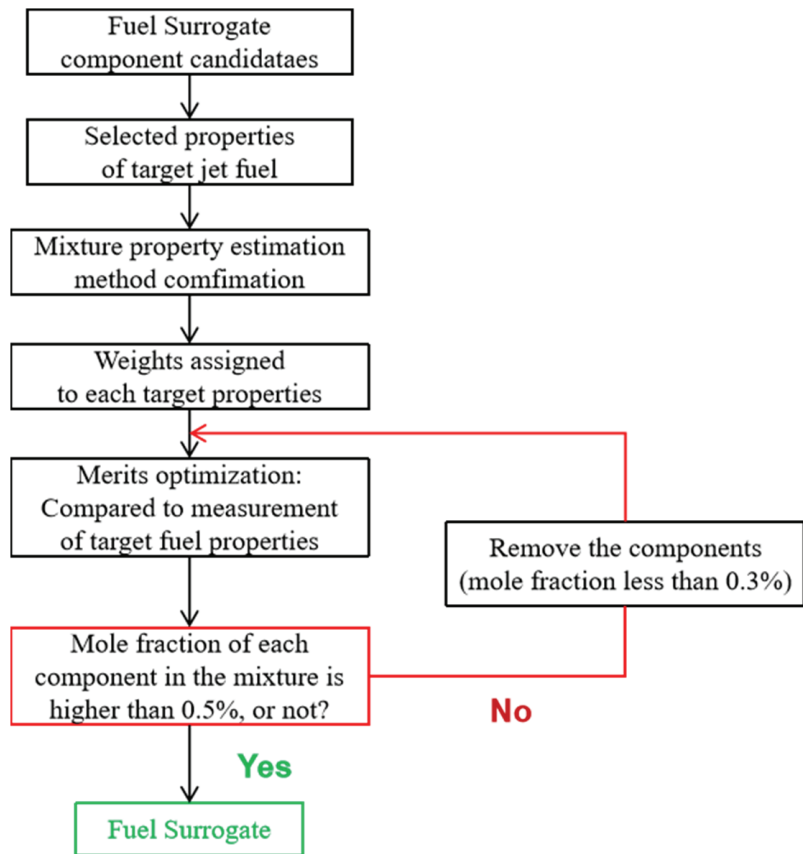 Fuel Surrogate
component candidataes
Selected properties
of target jet fuel
Mixture property estimation
method comfimation
Weights assigned
to each target properties
Merits optimization:
Compared to measurement
of target fuel properties
Remove the components
(mole fraction less than 0.3%)
Mole fraction of each
component in the mixture is
higher than 0.5%, or not?
No
Yes
Fuel Surrogate